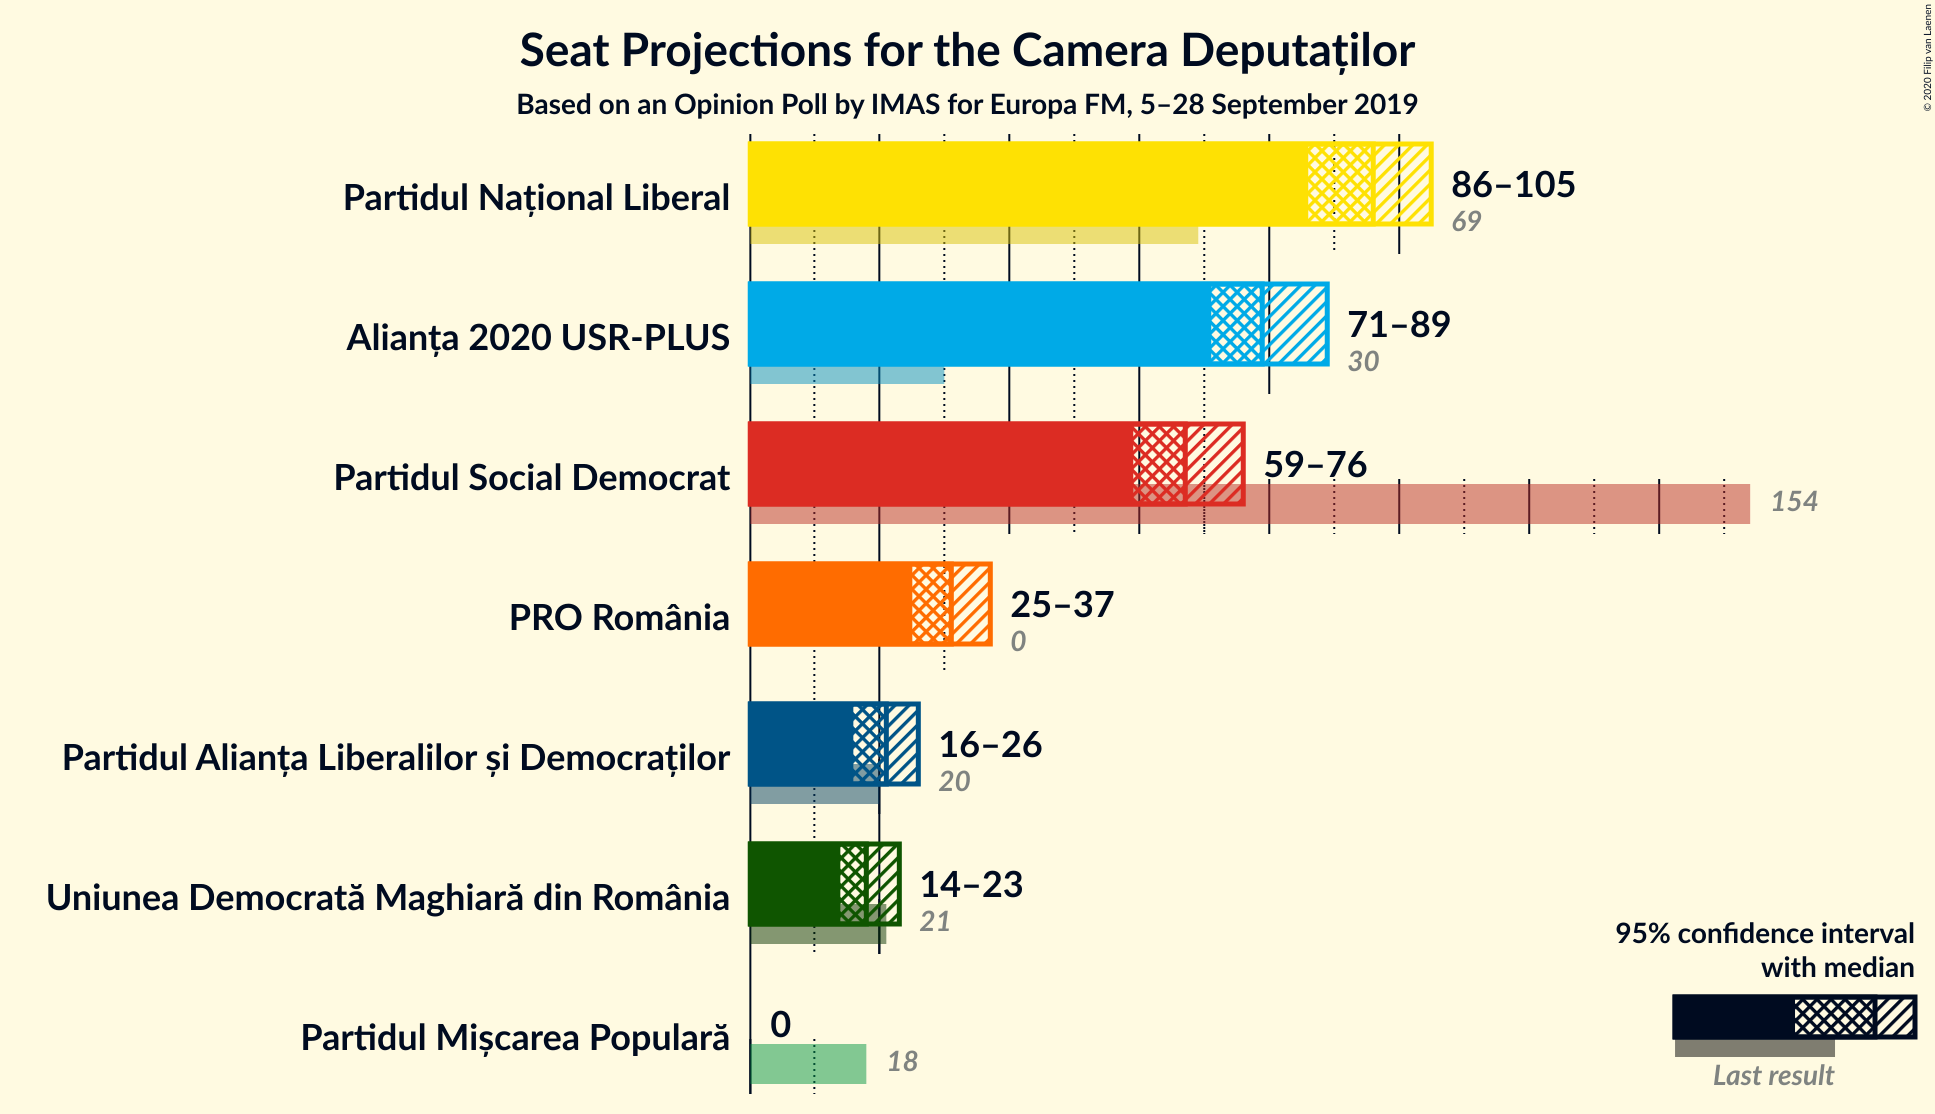 Seat Projections for the Camera Deputaților
Based on an Opinion Poll by IMAS for Europa FM, 5–28 September 2019
© 2020 Filip van Laenen
Partidul Național Liberal
86–105
69
Alianța 2020 USR-PLUS
71–89
30
Partidul Social Democrat
59–76
154
PRO România
25–37
0
Partidul Alianța Liberalilor și Democraților
16–26
20
Uniunea Democrată Maghiară din România
14–23
21
Partidul Mișcarea Populară
0
18
95% confidence interval
with median
Last result